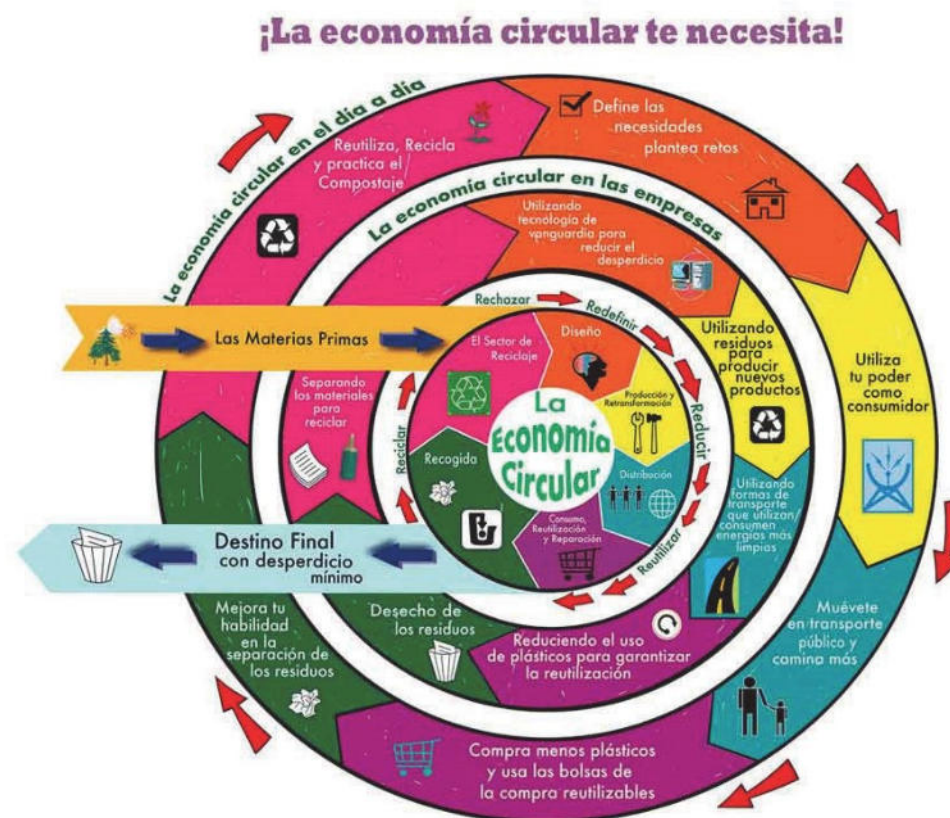 ¡La economía circular te necesita!
La economía circular en el día a día
Reutiliza, Recicla
y practica el
Compostaje
Define las
necesidades
plantea retos
Utiliza
tu poder
como
consumidor
Muévete
en transporte
público y
camina más
Compra menos plásticos
y usa las bolsas de
la compra reutilizables
Mejora tu
habilidad
en la
separación de
los residuos
La economía circular en las empresas
Utilizando
tecnología de
vanguardia para
reducir el
desperdicio
Utilizando
residuos
para
producir
nuevos
productos
Utilizando
formas de
transporte
que utilizan/
consumen
energías más
limpias
Reduciendo el uso
de plásticos para garantizar
la reutilización
Desecho de
los residuos
Separando
los materiales
para
reciclar
Las Materias Primas
Destino Final
con desperdicio
mínimo
Rechazar
Redefinir
Reducir
Reutilizar
Reciclar
El Sector de
Reciclaje
Diseño
Producción y
Retransformación
Distribución
Consumo,
Reutilización
y Reparación
Recogida
La
Economía
Circular